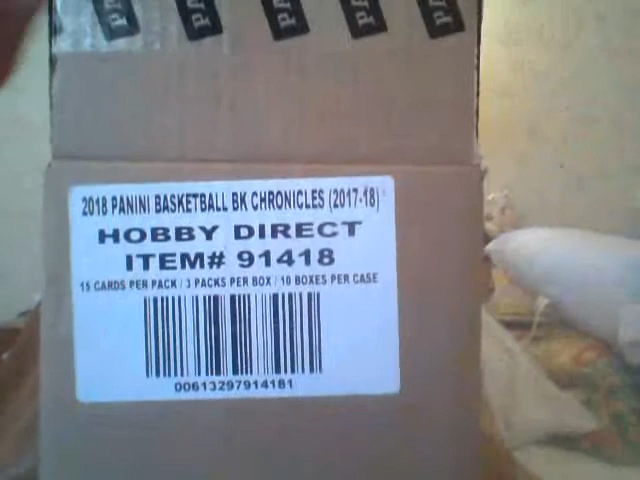 2018 PANINI BASKETBALL BK CHRONICLES (2017-18)
HOBBY DIRECT
ITEM# 91418
15 CARDS PER PACK / 3 PACKS PER BOX / 10 BOXES PER CASE
00613297914181